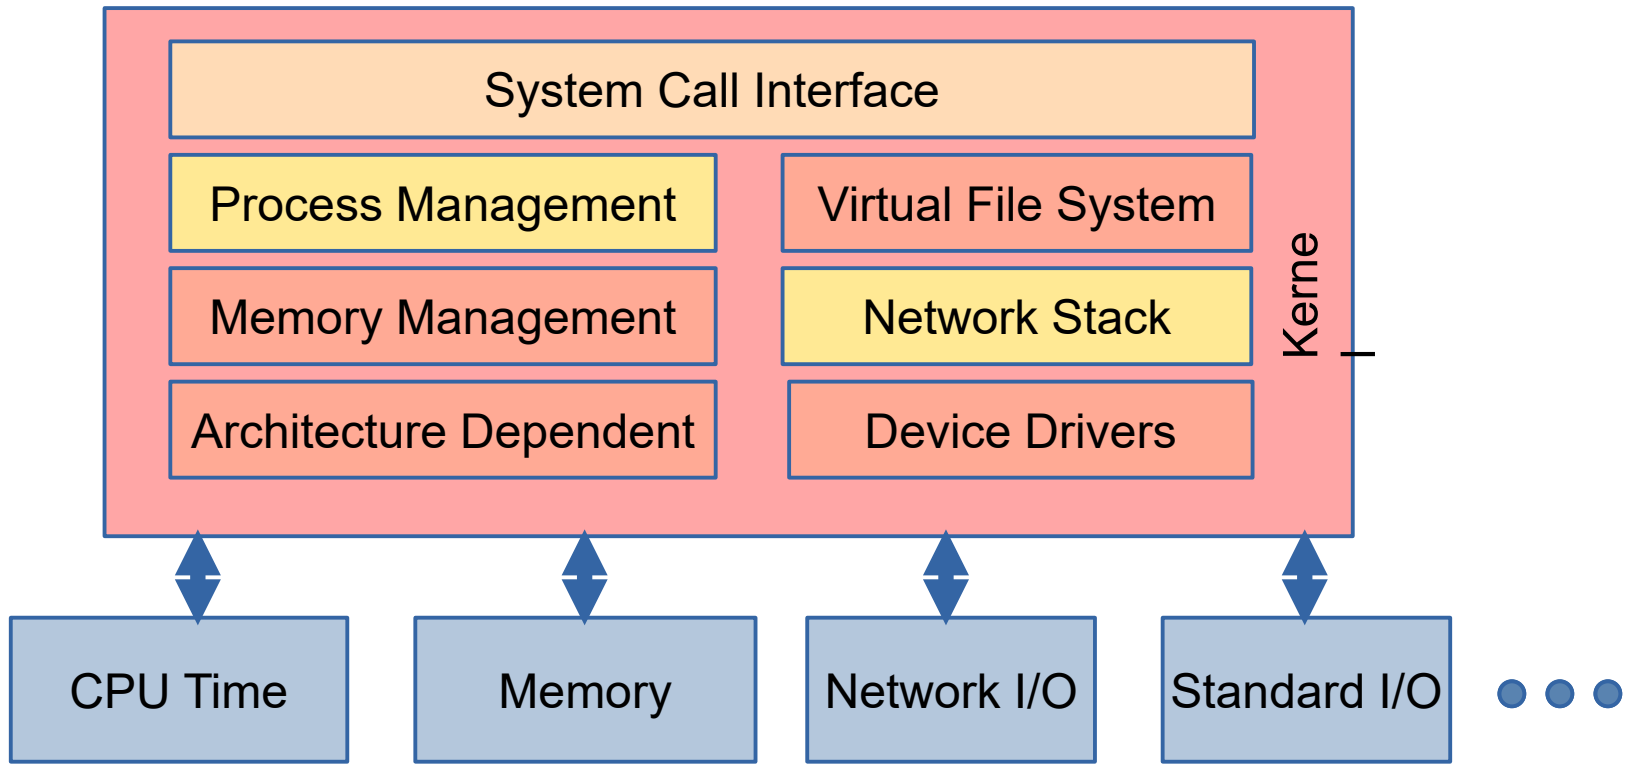 System Call Interface
Process Management
Virtual File System
Memory Management
Network Stack
Architecture Dependent
Device Drivers
Kerne
l
CPU Time
Memory
Network I/O
Standard I/O